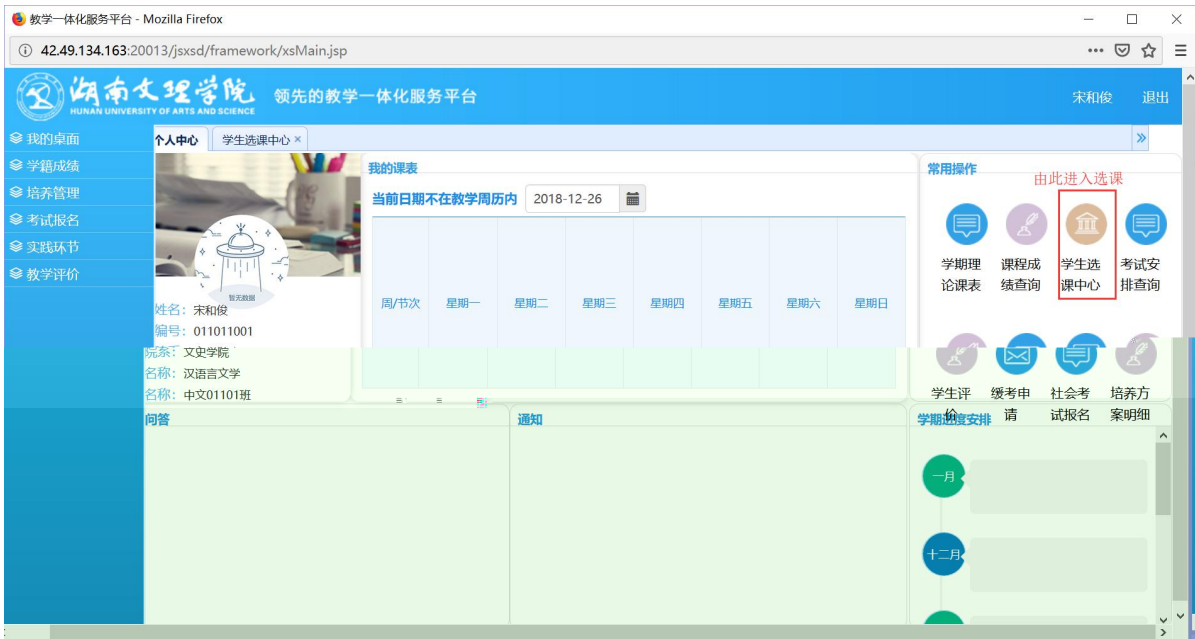 教学一体化服务平台 - Mozilla Firefox
42.49.134.163:20013/jsxsd/framework/xsMain.jsp
湖南文理学院
HUNAN UNIVERSITY OF ARTS AND SCIENCE
领先的教学一体化服务平台
宋和俊 退出
我的桌面
学籍成绩
培养管理
考试报名
实践环节
教学评价
个人中心 学生选课中心 ×
暂无数据
姓名：宋和俊
编号：011011001
院系：文史学院
名称：汉语言文学
名称：中文01101班
我的课表
当前日期不在教学周历内 2018-12-26
周/节次 星期一 星期二 星期三 星期四 星期五 星期六 星期日
常用操作
由此进入选课
学期理论课表
课程成绩查询
学生选课中心
考试安排查询
学生评价
缓考申请
社会考试报名
培养方案明细
问答
通知
学期进度安排
一月
十二月